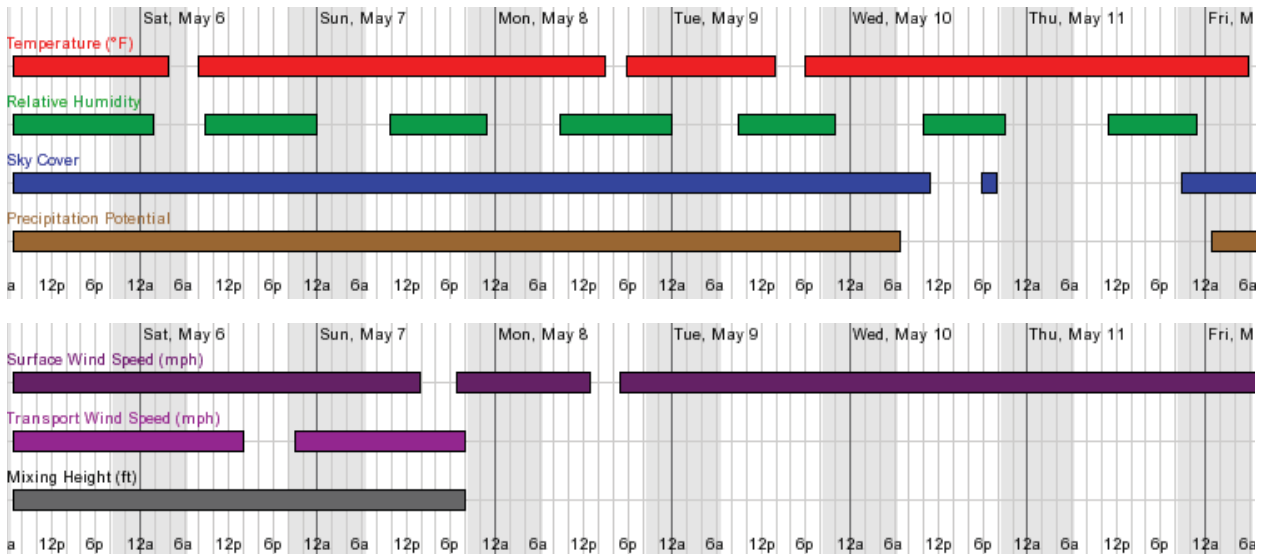 Sat, May 6 Sun, May 7 Mon, May 8 Tue, May 9 Wed, May 10 Thu, May 11 Fri, M
Temperature (°F)
Relative Humidity
Sky Cover
Precipitation Potential
a 12p 6p 12a 6a 12p 6p 12a 6a 12p 6p 12a 6a 12p 6p 12a 6a 12p 6p 12a 6a 12p 6p 12a 6a 12p 6p 12a 6a
Sat, May 6 Sun, May 7 Mon, May 8 Tue, May 9 Wed, May 10 Thu, May 11 Fri, M
Surface Wind Speed (mph)
Transport Wind Speed (mph)
Mixing Height (ft)
a 12p 6p 12a 6a 12p 6p 12a 6a 12p 6p 12a 6a 12p 6p 12a 6a 12p 6p 12a 6a 12p 6p 12a 6a 12p 6p 12a 6a